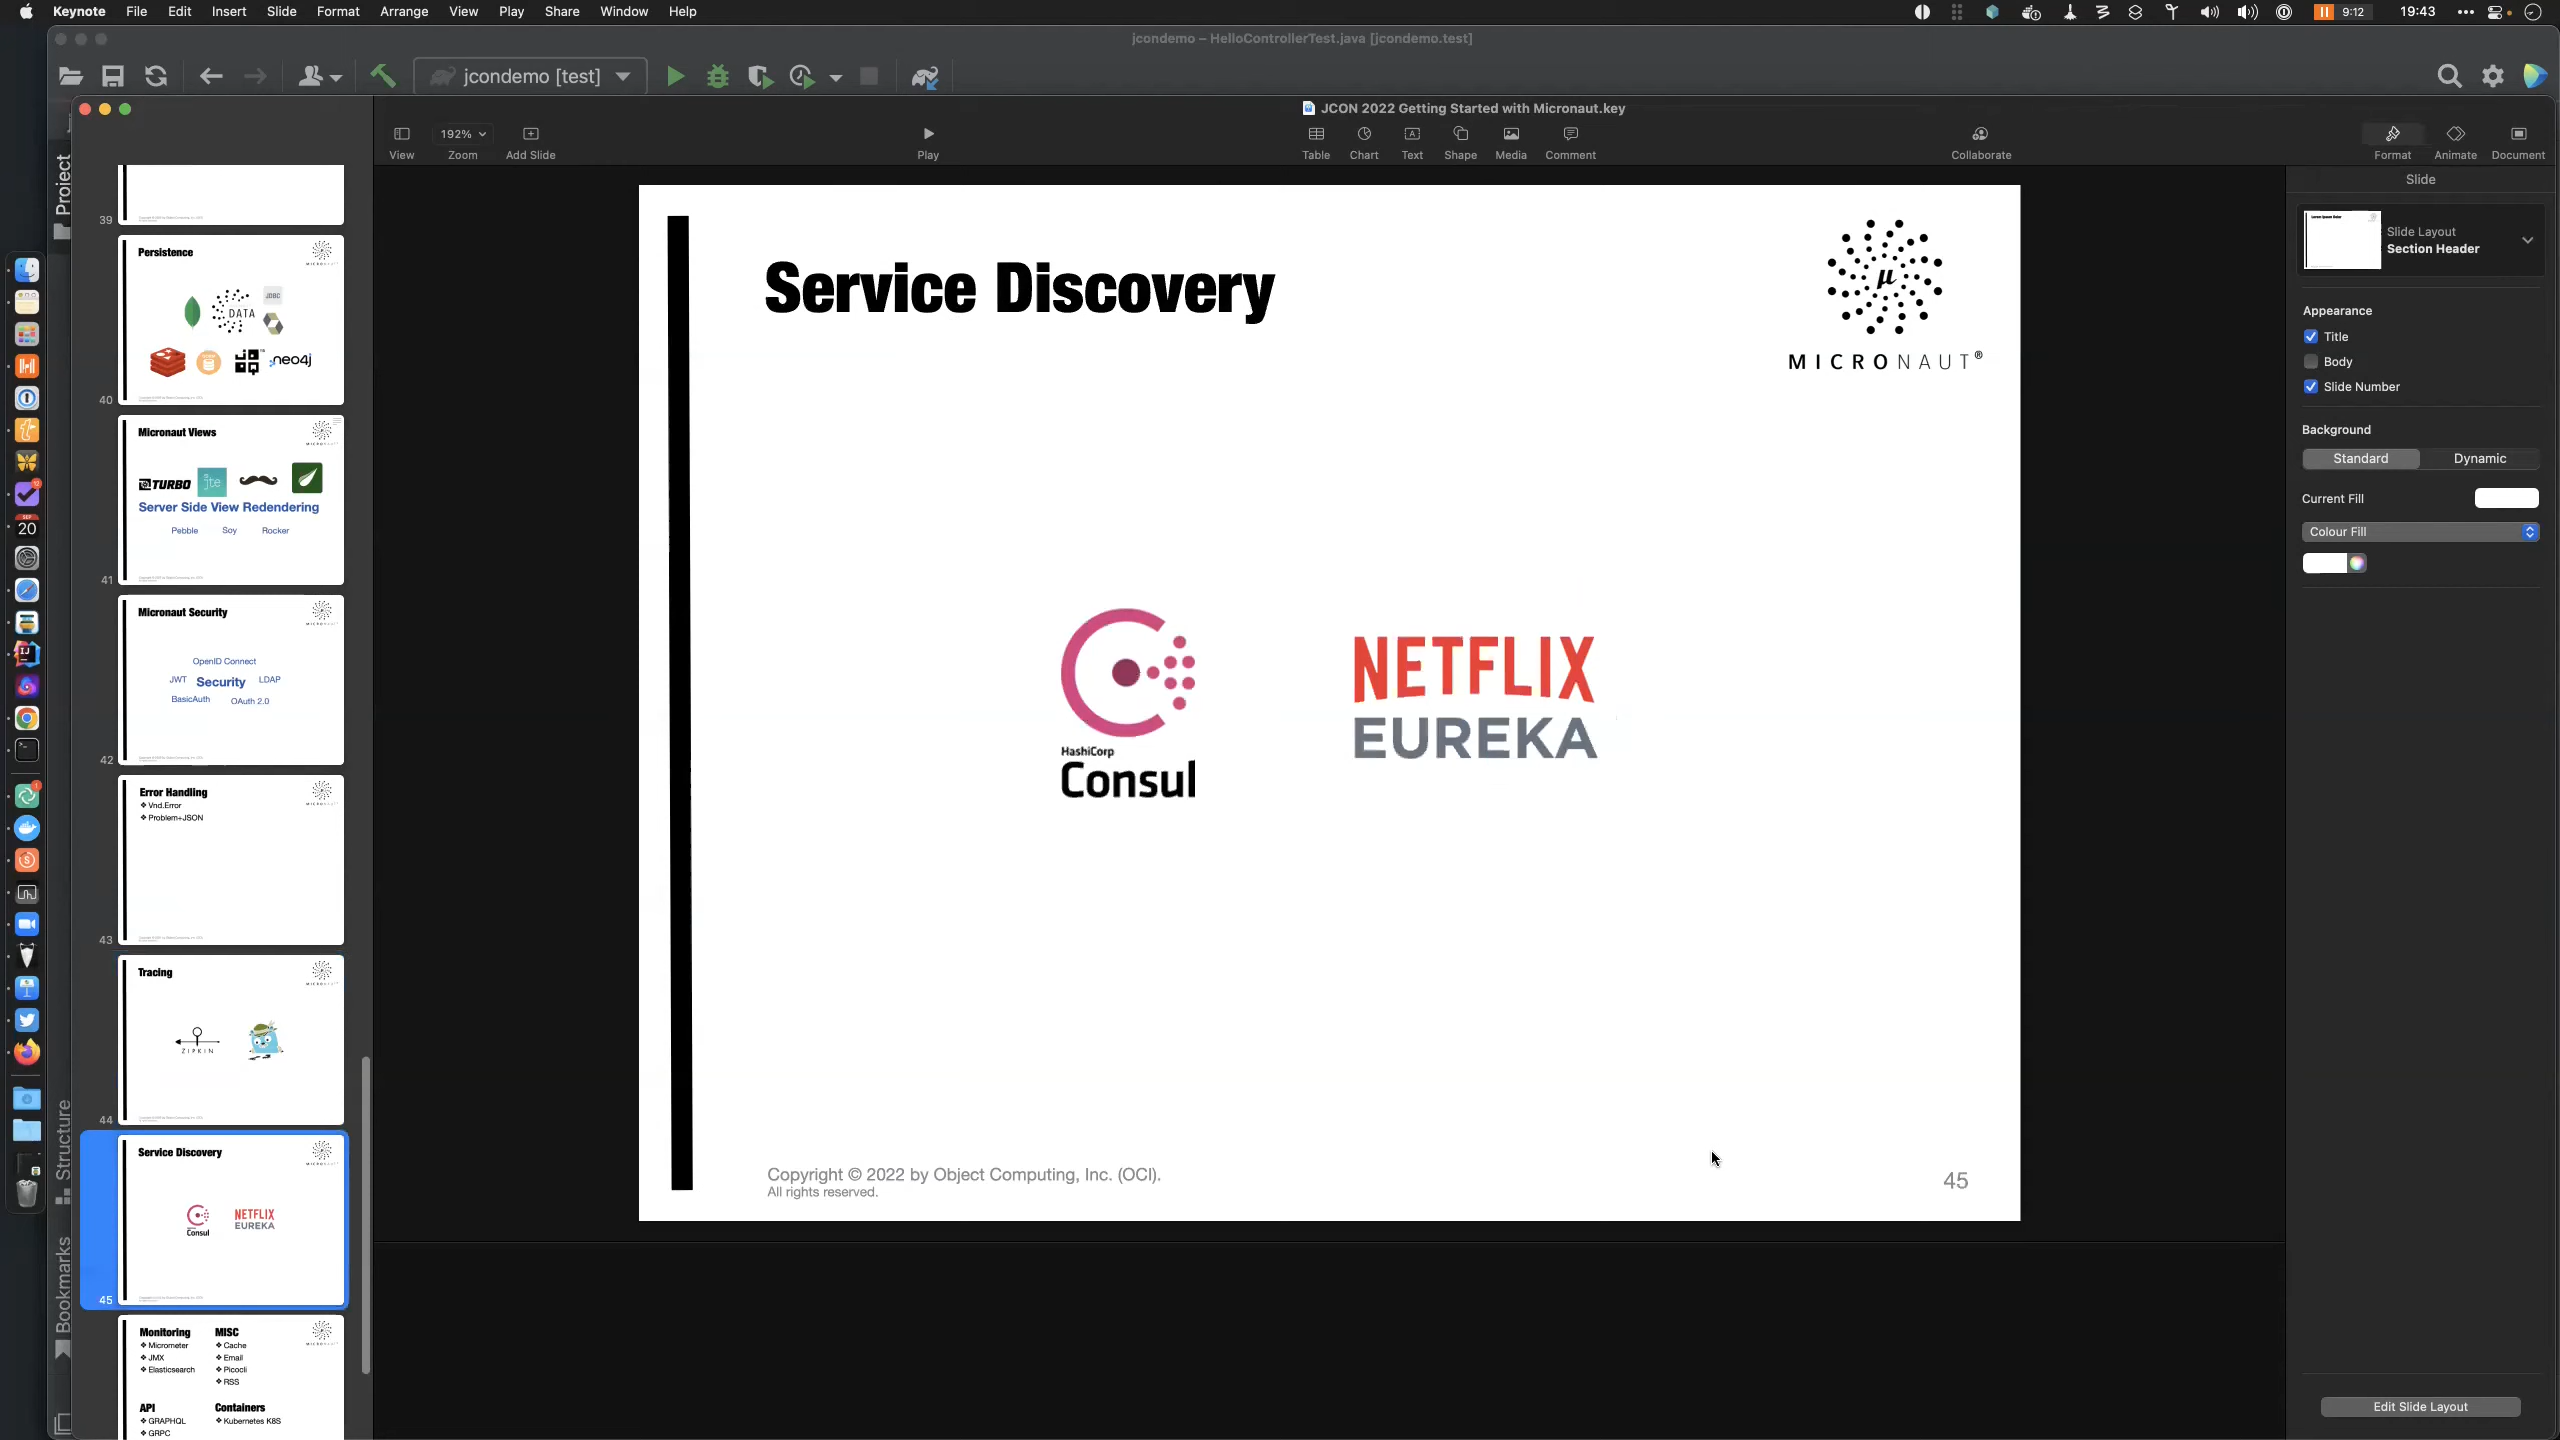 Keynote File Edit Insert Slide Format Arrange View Play Share Window Help 9:12 19:43
jcondemo – HelloControllerTest.java [jcondemo.test]
jcondemo [test]
JCON 2022 Getting Started with Micronaut.key
192%
View Zoom Add Slide Play Table Chart Text Shape Media Comment Collaborate Format Animate Document
Project
Structure
Bookmarks
20
39
Persistence
DATA
JDBC
neo4j
40
Micronaut Views
TURBO jte
Server Side View Redendering
Pebble Soy Rocker
41
Micronaut Security
OpenID Connect
JWT Security LDAP
BasicAuth OAuth 2.0
42
Error Handling
❖ Vnd.Error
❖ Problem+JSON
43
Tracing
ZIPKIN
44
Service Discovery
Consul
NETFLIX
EUREKA
45
Monitoring
❖ Micrometer
❖ JMX
❖ Elasticsearch
MISC
❖ Cache
❖ Email
❖ Picocli
❖ RSS
API
❖ GRAPHQL
❖ GRPC
Containers
❖ Kubernetes K8S
Service Discovery
μ
MICRONAUT®
HashiCorp
Consul
NETFLIX
EUREKA
Copyright © 2022 by Object Computing, Inc. (OCI).
All rights reserved.
45
Slide
Slide Layout
Section Header
Appearance
Title
Body
Slide Number
Background
Standard Dynamic
Current Fill
Colour Fill
Edit Slide Layout